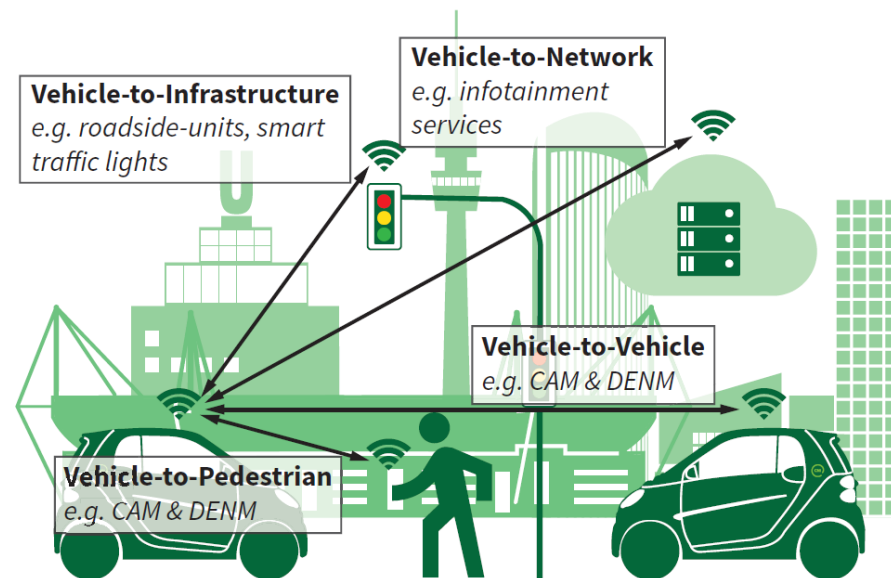 Vehicle-to-Network
e.g. infotainment
services
Vehicle-to-Infrastructure
e.g. roadside-units, smart
traffic lights
U
Vehicle-to-Vehicle
e.g. CAM & DENM
Vehicle-to-Pedestrian
e.g. CAM & DENM